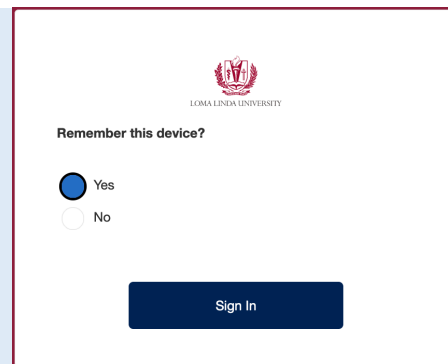 LOMA LINDA UNIVERSITY
Remember this device?
Yes
No
Sign In